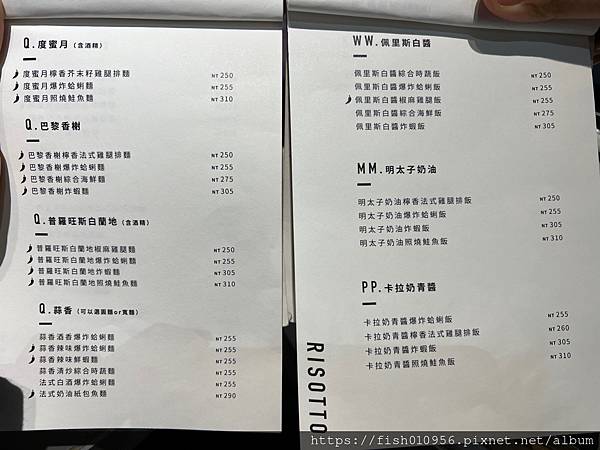 Q.度蜜月 (含酒精)
度蜜月檸香芥末籽雞腿排麵 NT 250
度蜜月爆炸蛤蜊麵 NT 255
度蜜月照燒鮭魚麵 NT 310
Q.巴黎香榭
巴黎香榭檸香法式雞腿排麵 NT 250
巴黎香榭爆炸蛤蜊麵 NT 255
巴黎香榭綜合海鮮麵 NT 275
巴黎香榭炸蝦麵 NT 305
Q.普羅旺斯白蘭地 (含酒精)
普羅旺斯白蘭地椒麻雞腿麵 NT 250
普羅旺斯白蘭地爆炸蛤蜊麵 NT 255
普羅旺斯白蘭地炸蝦麵 NT 305
普羅旺斯白蘭地照燒鮭魚麵 NT 310
Q.蒜香 (可以選圓麵or寬麵)
蒜香酒香爆炸蛤蜊麵 NT 255
蒜香辣味爆炸蛤蜊麵 NT 255
蒜香辣味鮮蝦麵 NT 255
蒜香清炒綜合時蔬麵 NT 235
法式白酒爆炸蛤蜊麵 NT 255
法式奶油紙包魚麵 NT 290
WW.佩里斯白醬
佩里斯白醬綜合時蔬飯 NT 250
佩里斯白醬爆炸蛤蜊飯 NT 255
佩里斯白醬椒麻雞腿飯 NT 250
佩里斯白醬綜合海鮮飯 NT 275
佩里斯白醬炸蝦飯 NT 305
MM.明太子奶油
明太子奶油檸香法式雞腿排飯 NT 250
明太子奶油爆炸蛤蜊飯 NT 255
明太子奶油炸蝦飯 NT 305
明太子奶油照燒鮭魚飯 NT 310
PP.卡拉奶青醬
卡拉奶青醬爆炸蛤蜊飯 NT 255
卡拉奶青醬檸香法式雞腿排飯 NT 260
卡拉奶青醬炸蝦飯 NT 305
卡拉奶青醬照燒鮭魚飯 NT 310
RISOTTO
https://fish010956.pixnet.net/album